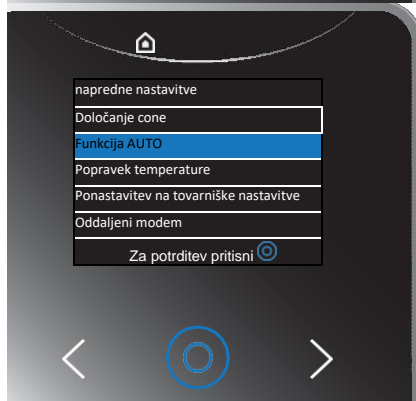 napredne nastavitve
Določanje cone
Funkcija AUTO
Popravek temperature
Ponastavitev na tovarniške nastavitve
Oddaljeni modem
Za potrditev pritisni